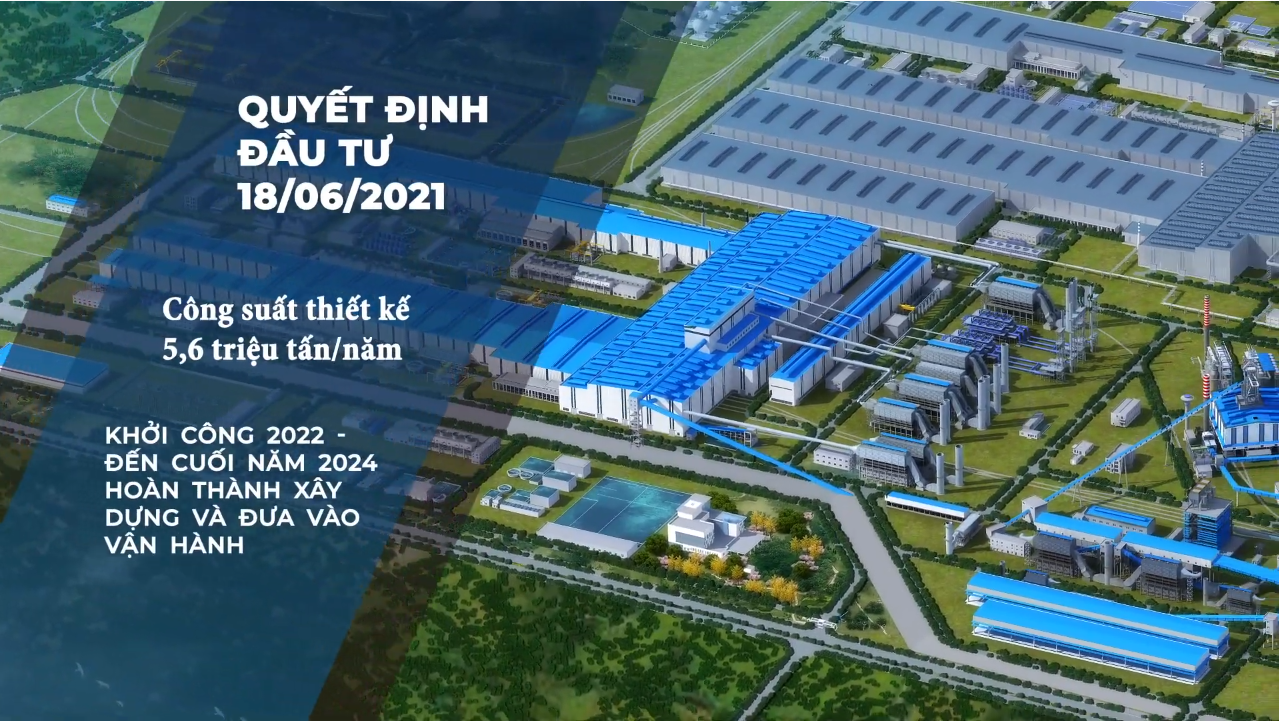 QUYẾT ĐỊNH
ĐẦU TƯ
18/06/2021
Công suất thiết kế
5,6 triệu tấn/năm
KHỞI CÔNG 2022 -
ĐẾN CUỐI NĂM 2024
HOÀN THÀNH XÂY
DỰNG VÀ ĐƯA VÀO
VẬN HÀNH